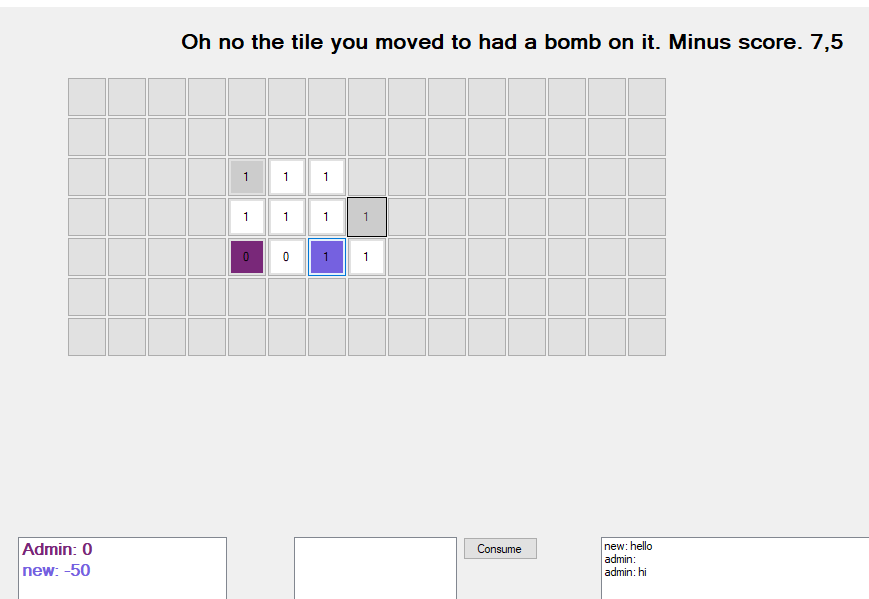 Oh no the tile you moved to had a bomb on it. Minus score. 7,5
1 1 1
1 1 1 1
0 0 1 1
Admin: 0
new: -50
Consume
new: hello
admin:
admin: hi